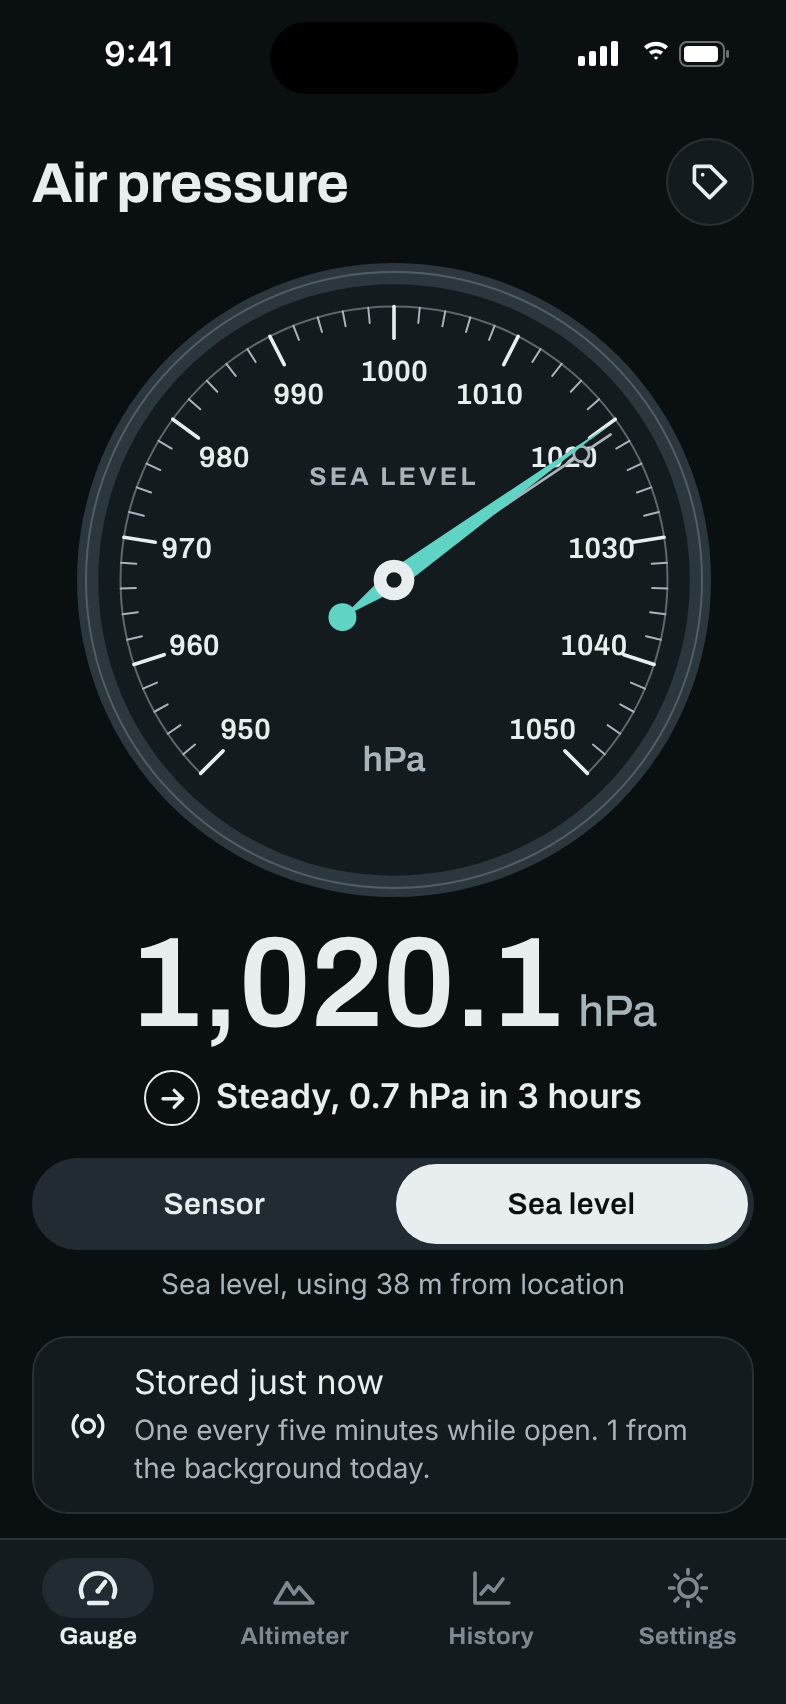 9:41
Air pressure
1000
990
1010
980
1020
SEA LEVEL
970
1030
960
1040
950
1050
hPa
1,020.1 hPa
Steady, 0.7 hPa in 3 hours
Sensor
Sea level
Sea level, using 38 m from location
Stored just now
One every five minutes while open. 1 from
the background today.
Gauge
Altimeter
History
Settings